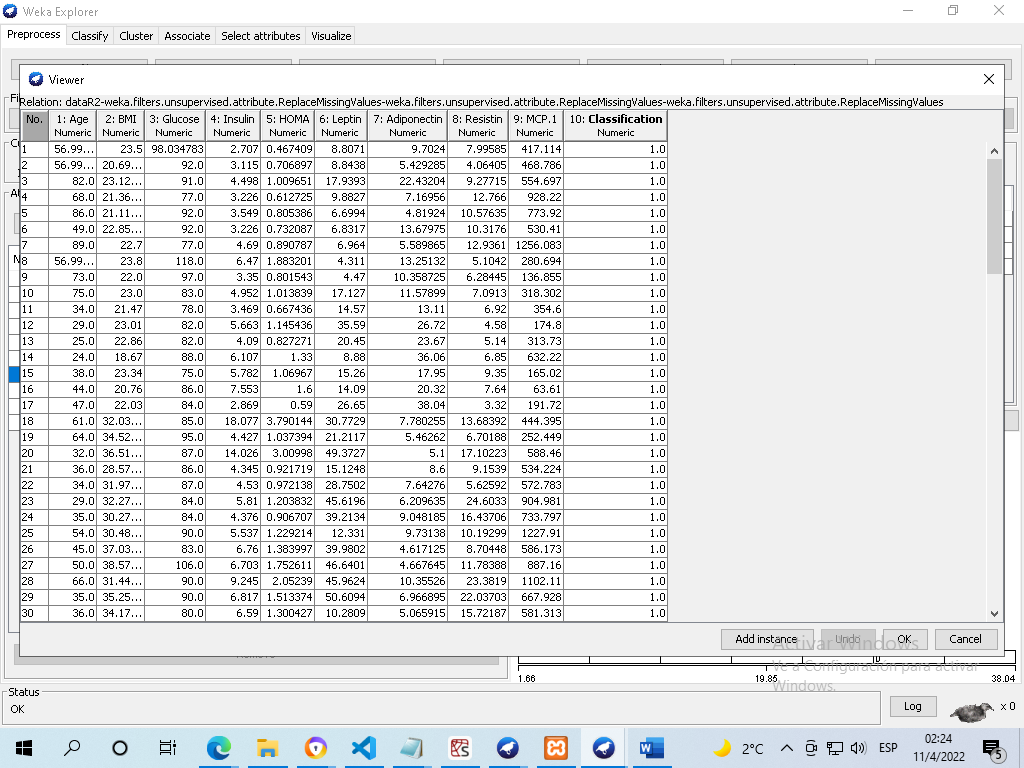 Weka Explorer
Preprocess Classify Cluster Associate Select attributes Visualize
Viewer
Relation: dataR2-weka.filters.unsupervised.attribute.ReplaceMissingValues-weka.filters.unsupervised.attribute.ReplaceMissingValues-weka.filters.unsupervised.attribute.ReplaceMissingValues
No. 1: Age 2: BMI 3: Glucose 4: Insulin 5: HOMA 6: Leptin 7: Adiponectin 8: Resistin 9: MCP.1 10: Classification
Numeric Numeric Numeric Numeric Numeric Numeric Numeric Numeric Numeric Numeric
1 56.99... 23.5 98.034783 2.707 0.467409 8.8071 9.7024 7.99585 417.114 1.0
2 56.99... 20.69... 92.0 3.115 0.706897 8.8438 5.429285 4.06405 468.786 1.0
3 82.0 23.12... 91.0 4.498 1.009651 17.9393 22.43204 9.27715 554.697 1.0
4 68.0 21.36... 77.0 3.226 0.612725 9.8827 7.16956 12.766 928.22 1.0
5 86.0 21.11... 92.0 3.549 0.805386 6.6994 4.81924 10.57635 773.92 1.0
6 49.0 22.85... 92.0 3.226 0.732087 6.8317 13.67975 10.3176 530.41 1.0
7 89.0 22.7 77.0 4.69 0.890787 6.964 5.589865 12.9361 1256.083 1.0
8 56.99... 23.8 118.0 6.47 1.883201 4.311 13.25132 5.1042 280.694 1.0
9 73.0 22.0 97.0 3.35 0.801543 4.47 10.358725 6.28445 136.855 1.0
10 75.0 23.0 83.0 4.952 1.013839 17.127 11.57899 7.0913 318.302 1.0
11 34.0 21.47 78.0 3.469 0.667436 14.57 13.11 6.92 354.6 1.0
12 29.0 23.01 82.0 5.663 1.145436 35.59 26.72 4.58 174.8 1.0
13 25.0 22.86 82.0 4.09 0.827271 20.45 23.67 5.14 313.73 1.0
14 24.0 18.67 88.0 6.107 1.33 8.88 36.06 6.85 632.22 1.0
15 38.0 23.34 75.0 5.782 1.06967 15.26 17.95 9.35 165.02 1.0
16 44.0 20.76 86.0 7.553 1.6 14.09 20.32 7.64 63.61 1.0
17 47.0 22.03 84.0 2.869 0.59 26.65 38.04 3.32 191.72 1.0
18 61.0 32.03... 85.0 18.077 3.790144 30.7729 7.780255 13.68392 444.395 1.0
19 64.0 34.52... 95.0 4.427 1.037394 21.2117 5.46262 6.70188 252.449 1.0
20 32.0 36.51... 87.0 14.026 3.00998 49.3727 5.1 17.10223 588.46 1.0
21 36.0 28.57... 86.0 4.345 0.921719 15.1248 8.6 9.1539 534.224 1.0
22 34.0 31.97... 87.0 4.53 0.972138 28.7502 7.64276 5.62592 572.783 1.0
23 29.0 32.27... 84.0 5.81 1.203832 45.6196 6.209635 24.6033 904.981 1.0
24 35.0 30.27... 84.0 4.376 0.906707 39.2134 9.048185 16.43706 733.797 1.0
25 54.0 30.48... 90.0 5.537 1.229214 12.331 9.73138 10.19299 1227.91 1.0
26 45.0 37.03... 83.0 6.76 1.383997 39.9802 4.617125 8.70448 586.173 1.0
27 50.0 38.57... 106.0 6.703 1.752611 46.6401 4.667645 11.78388 887.16 1.0
28 66.0 31.44... 90.0 9.245 2.05239 45.9624 10.35526 23.3819 1102.11 1.0
29 35.0 35.25... 90.0 6.817 1.513374 50.6094 6.966895 22.03703 667.928 1.0
30 36.0 34.17... 80.0 6.59 1.300427 10.2809 5.065915 15.72187 581.313 1.0
Add instance Undo OK Cancel
Activar Windows
Ve a Configuración para activar
Windows.
1.66 19.85 38.04
Status
OK
Log x 0
2°C ESP 02:24
11/4/2022 5